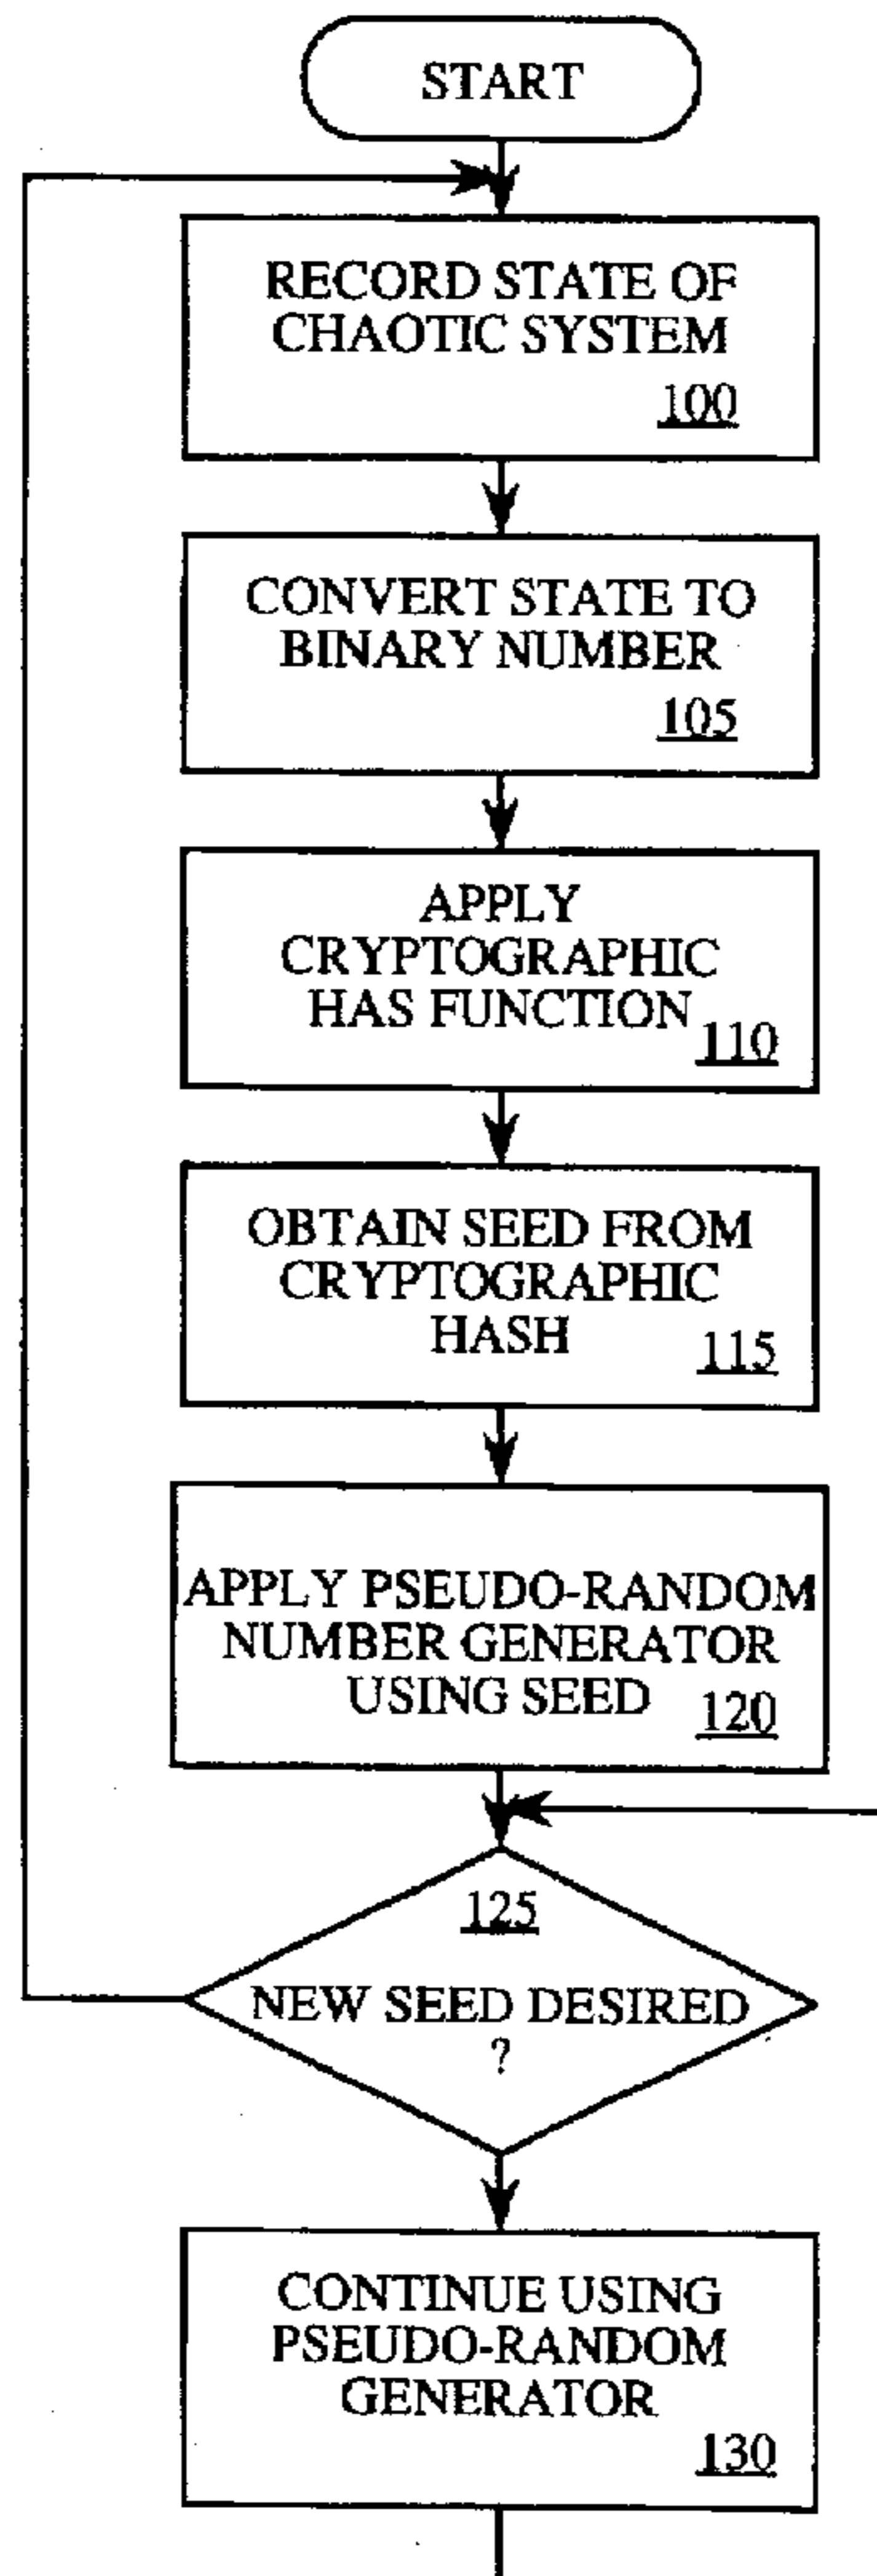 START
RECORD STATE OF
CHAOTIC SYSTEM
100
CONVERT STATE TO
BINARY NUMBER
105
APPLY
CRYPTOGRAPHIC
HAS FUNCTION
110
OBTAIN SEED FROM
CRYPTOGRAPHIC
HASH
115
APPLY PSEUDO-RANDOM
NUMBER GENERATOR
USING SEED
120
125
NEW SEED DESIRED
?
CONTINUE USING
PSEUDO-RANDOM
GENERATOR
130